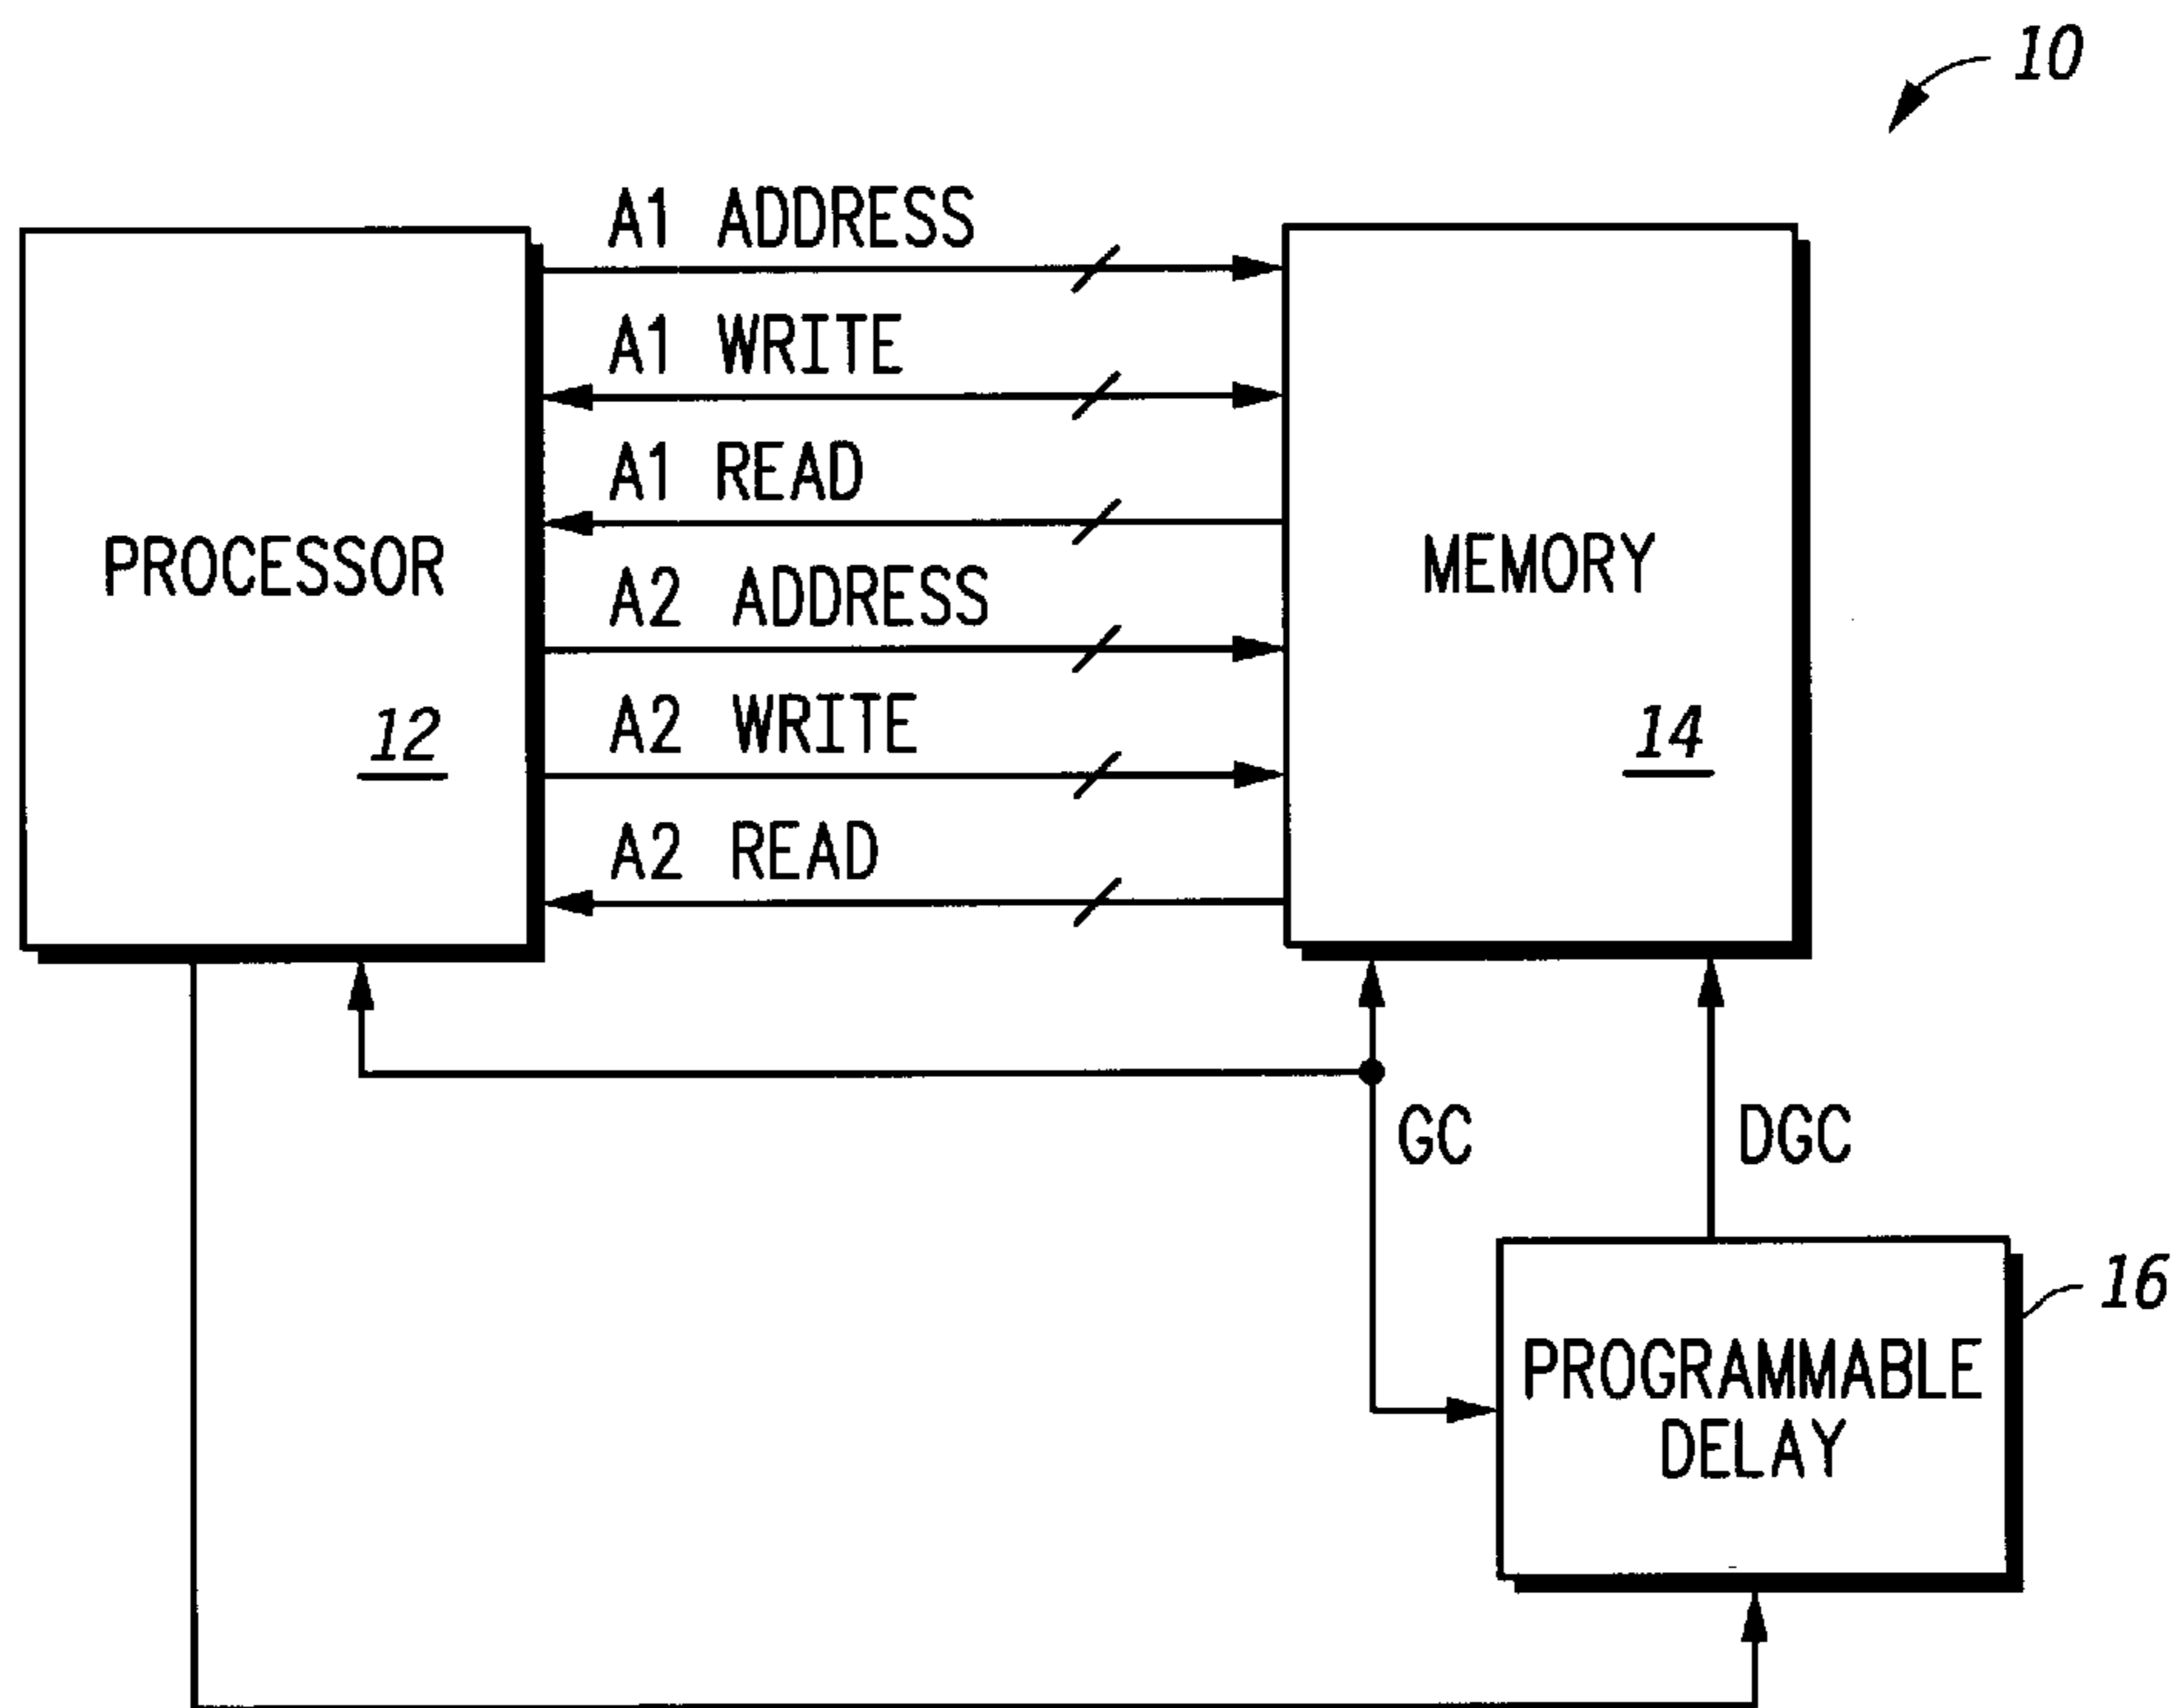 10
A1 ADDRESS
A1 WRITE
A1 READ
PROCESSOR
12
A2 ADDRESS
A2 WRITE
A2 READ
MEMORY
14
GC
DGC
16
PROGRAMMABLE
DELAY